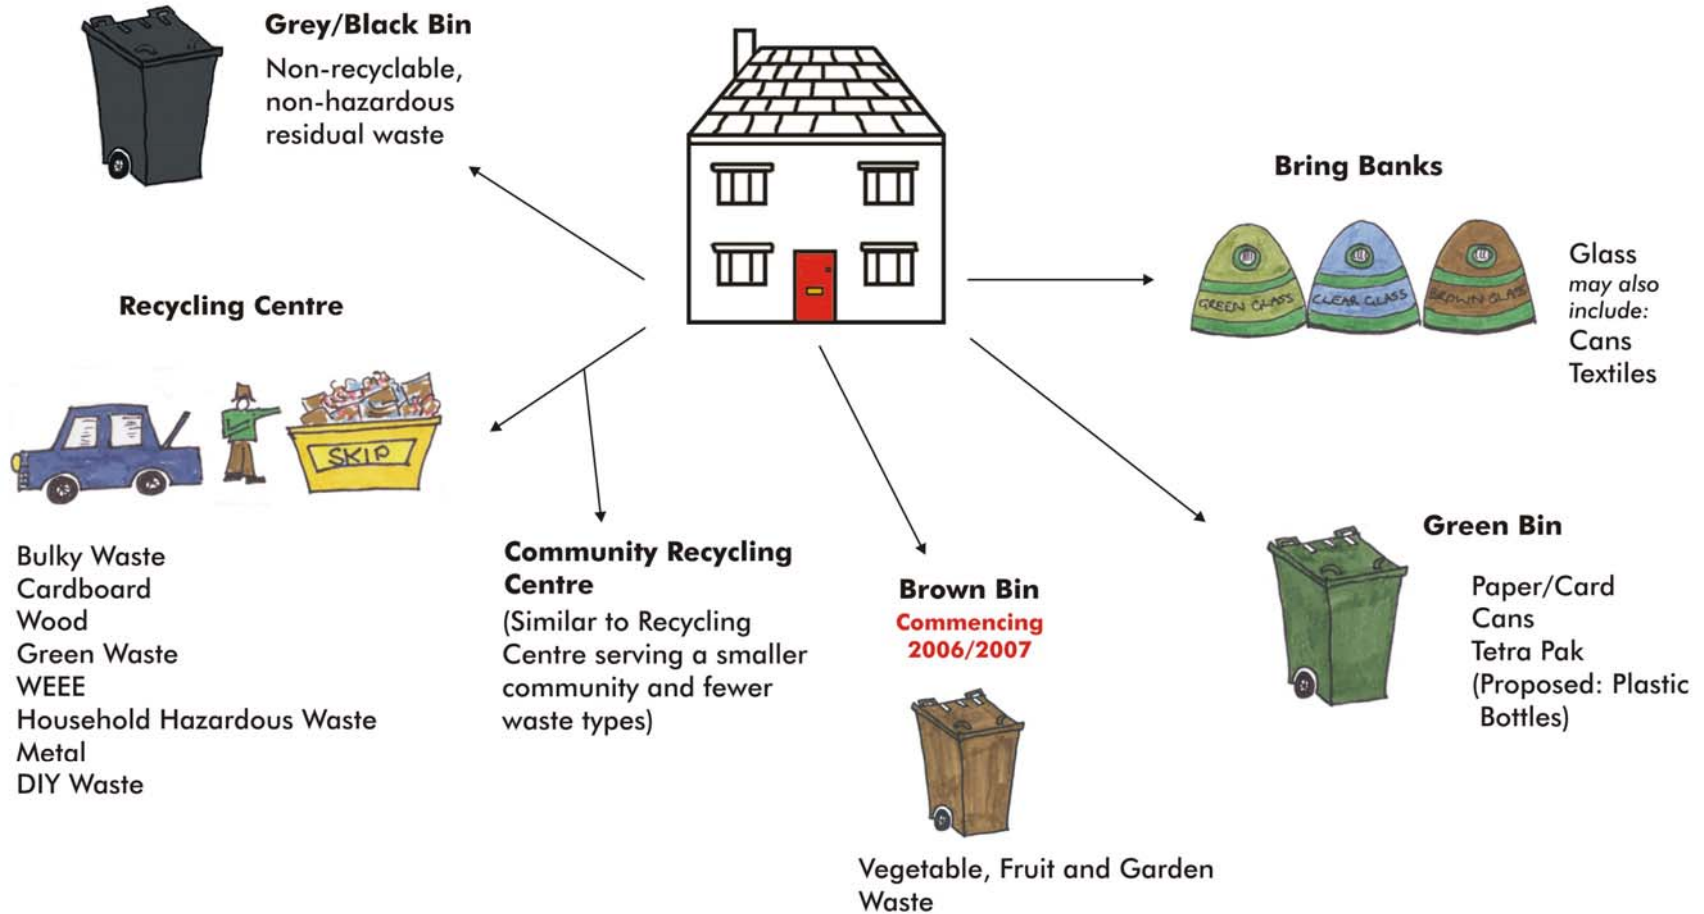 Grey/Black Bin
Non-recyclable,
non-hazardous
residual waste
Bring Banks
GREEN GLASS
CLEAR GLASS
BROWN GLASS
Glass
may also
include:
Cans
Textiles
Recycling Centre
SKIP
Bulky Waste
Cardboard
Wood
Green Waste
WEEE
Household Hazardous Waste
Metal
DIY Waste
Community Recycling
Centre
(Similar to Recycling
Centre serving a smaller
community and fewer
waste types)
Brown Bin
Commencing
2006/2007
Vegetable, Fruit and Garden
Waste
Green Bin
Paper/Card
Cans
Tetra Pak
(Proposed: Plastic
Bottles)